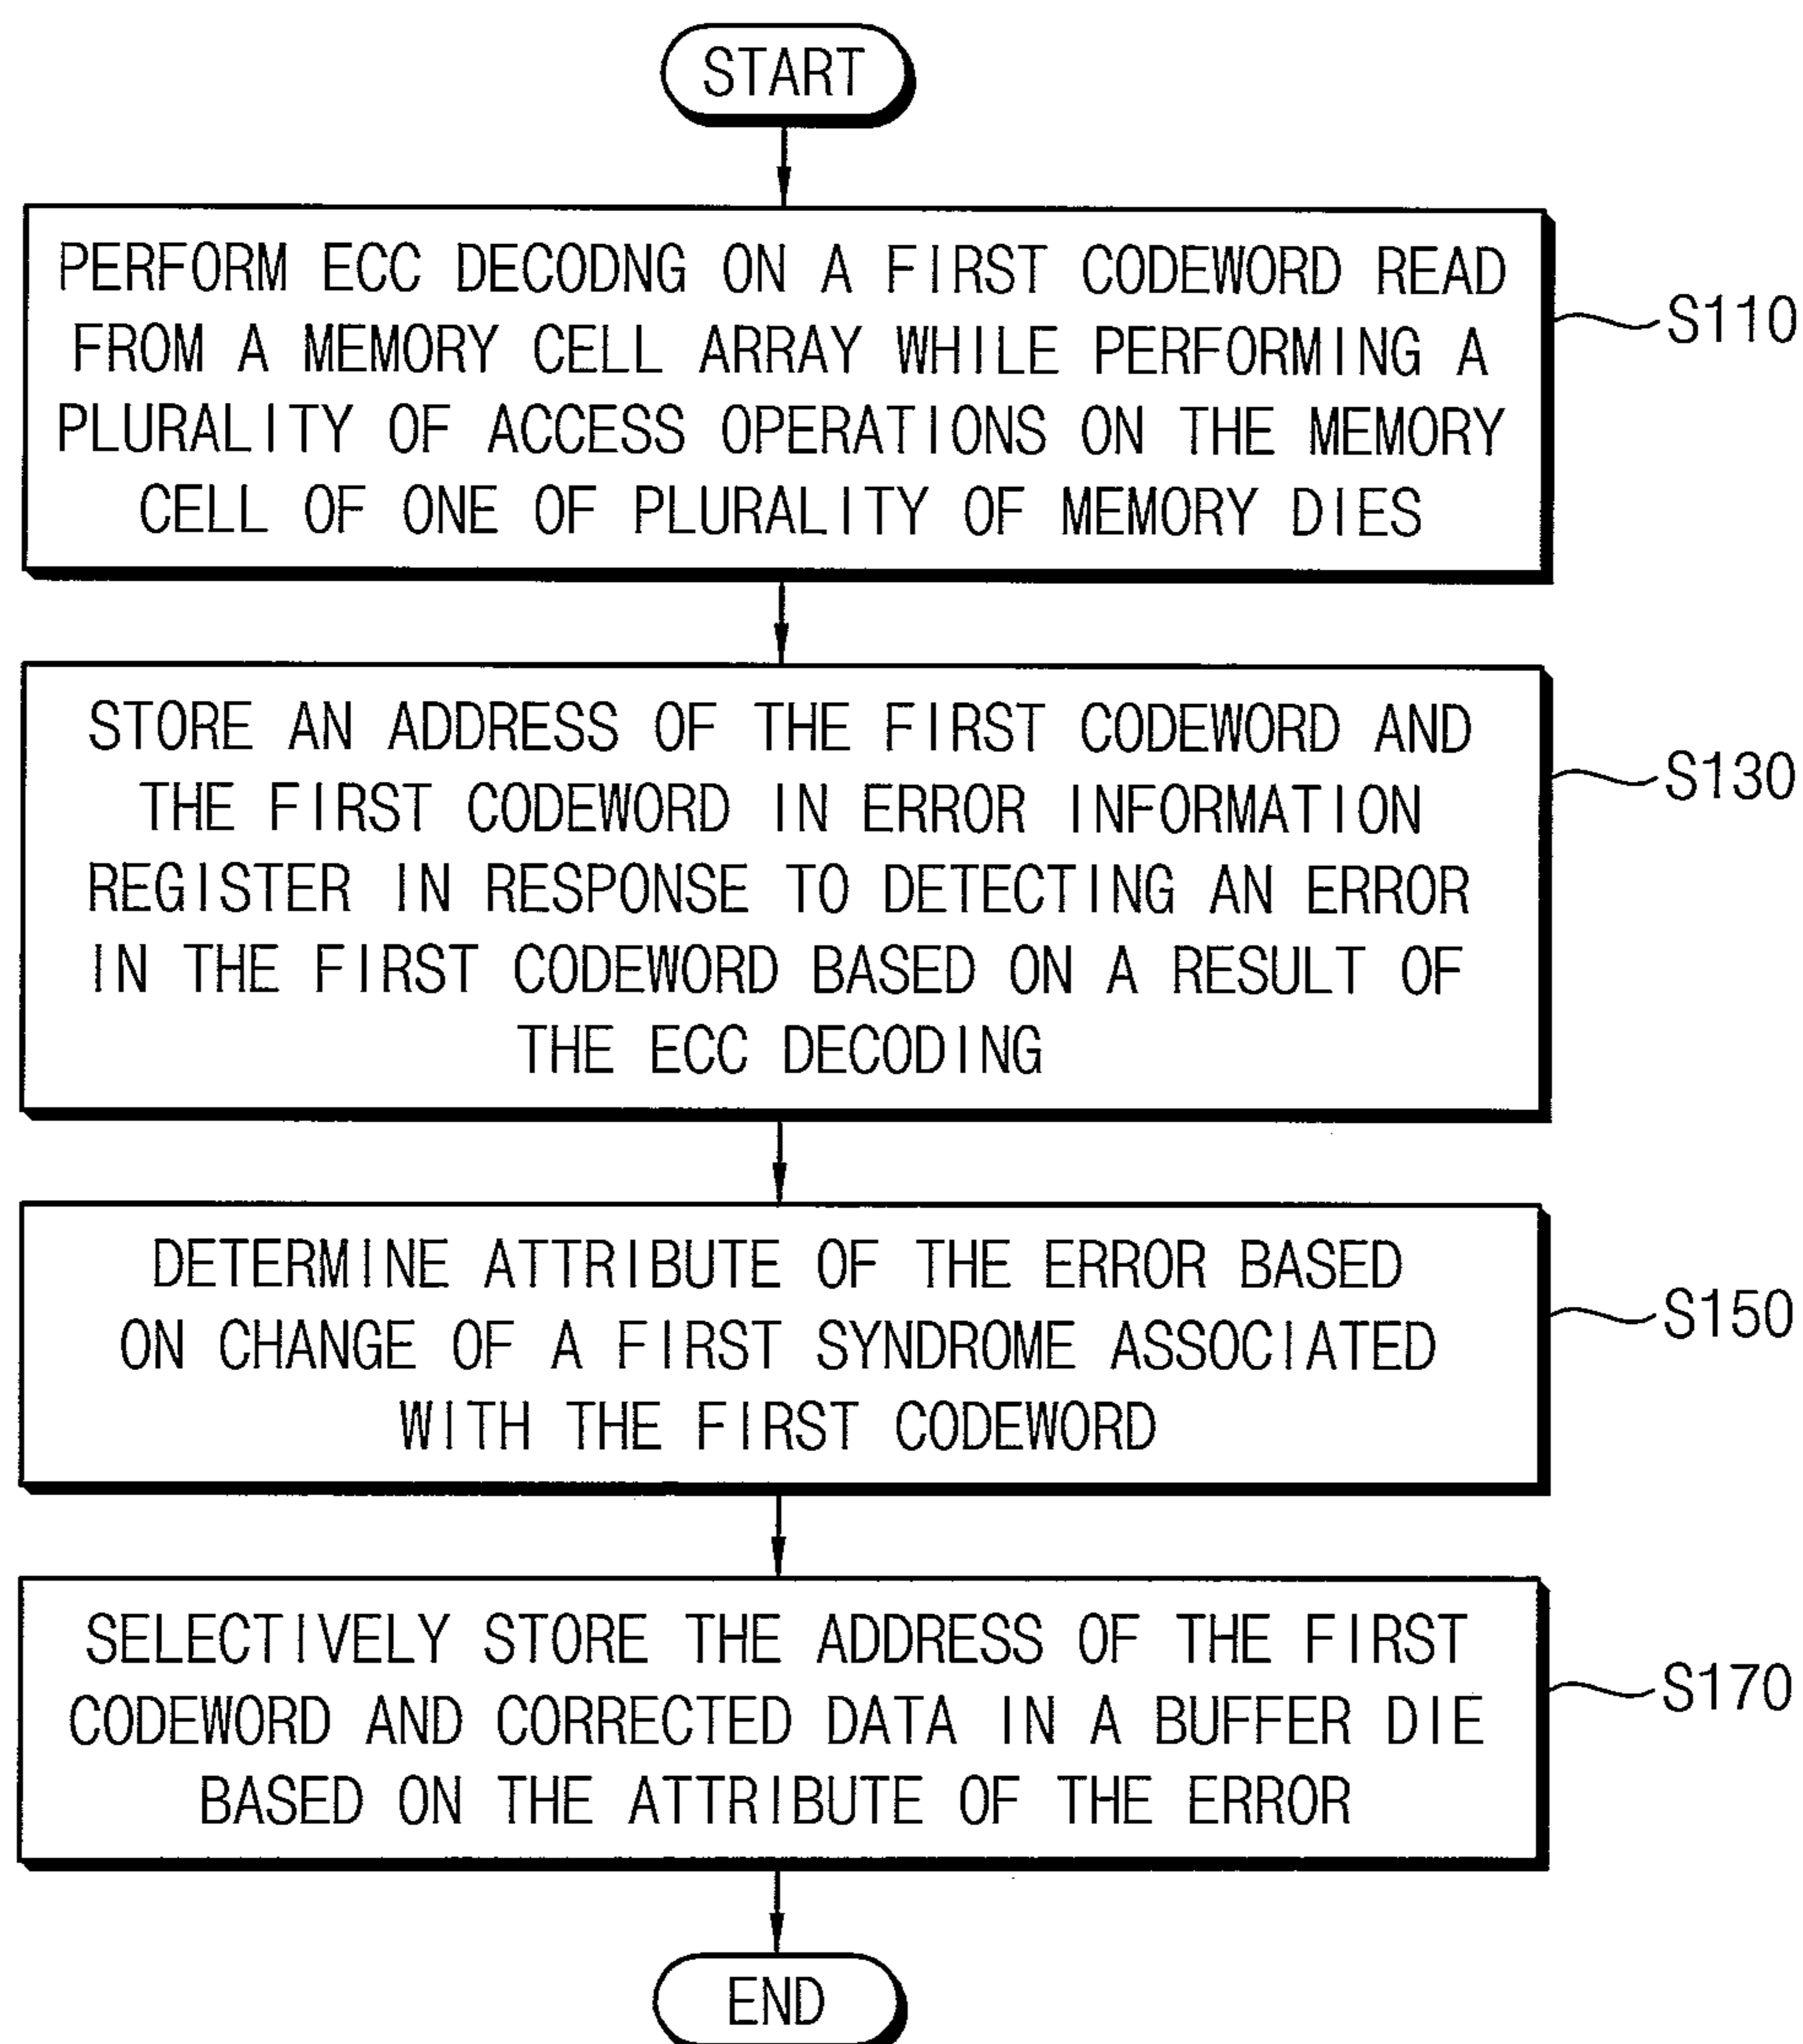 START
PERFORM ECC DECODNG ON A FIRST CODEWORD READ
FROM A MEMORY CELL ARRAY WHILE PERFORMING A
PLURALITY OF ACCESS OPERATIONS ON THE MEMORY
CELL OF ONE OF PLURALITY OF MEMORY DIES
S110
STORE AN ADDRESS OF THE FIRST CODEWORD AND
THE FIRST CODEWORD IN ERROR INFORMATION
REGISTER IN RESPONSE TO DETECTING AN ERROR
IN THE FIRST CODEWORD BASED ON A RESULT OF
THE ECC DECODING
S130
DETERMINE ATTRIBUTE OF THE ERROR BASED
ON CHANGE OF A FIRST SYNDROME ASSOCIATED
WITH THE FIRST CODEWORD
S150
SELECTIVELY STORE THE ADDRESS OF THE FIRST
CODEWORD AND CORRECTED DATA IN A BUFFER DIE
BASED ON THE ATTRIBUTE OF THE ERROR
S170
END